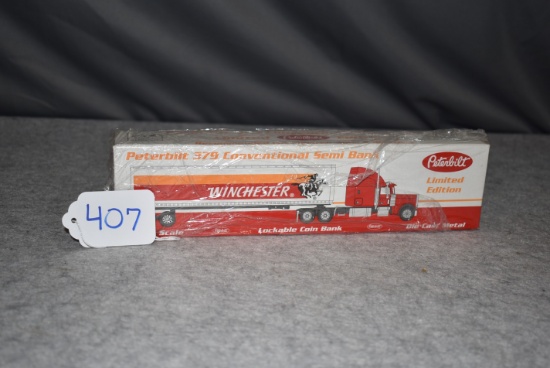 Peterbilt 379 Conventional Semi Bank
Peterbilt
Limited
Edition
WINCHESTER®
407
Scale
Lockable Coin Bank
Die Cast Metal